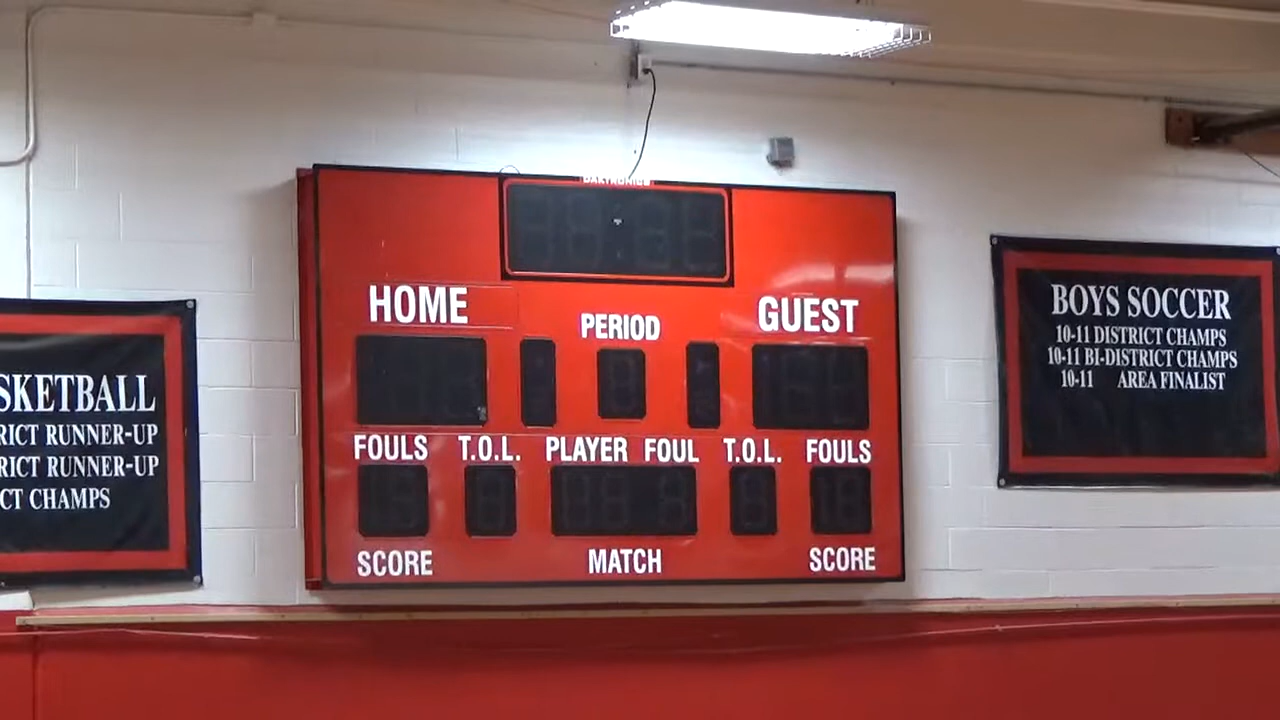 DAKTRONICS
HOME
GUEST
PERIOD
FOULS T.O.L. PLAYER FOUL T.O.L. FOULS
SCORE MATCH SCORE
SKETBALL
RICT RUNNER-UP
RICT RUNNER-UP
CT CHAMPS
BOYS SOCCER
10-11 DISTRICT CHAMPS
10-11 BI-DISTRICT CHAMPS
10-11 AREA FINALIST